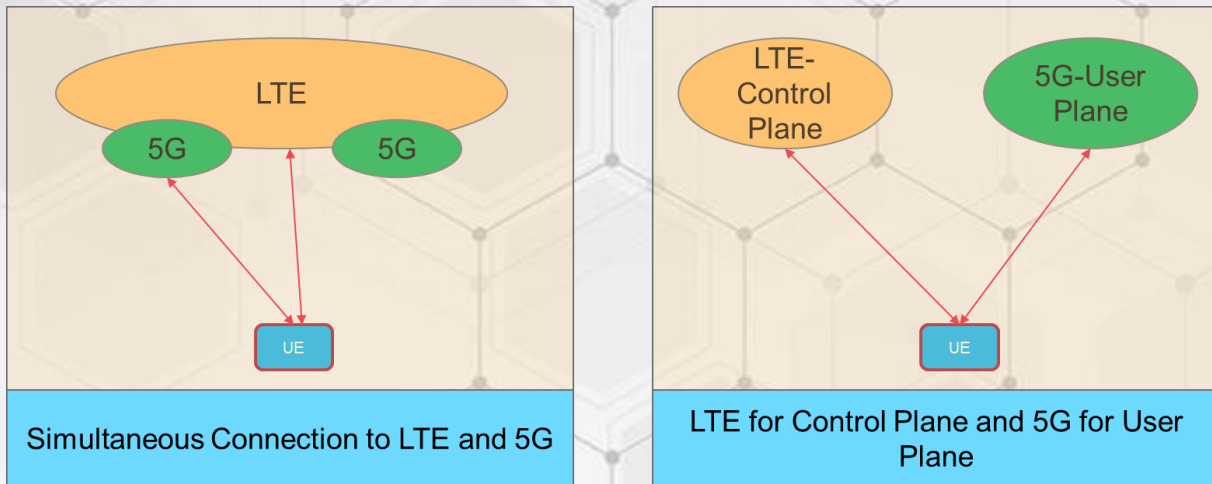 LTE
5G
5G
UE
Simultaneous Connection to LTE and 5G
LTE-
Control
Plane
5G-User
Plane
UE
LTE for Control Plane and 5G for User
Plane